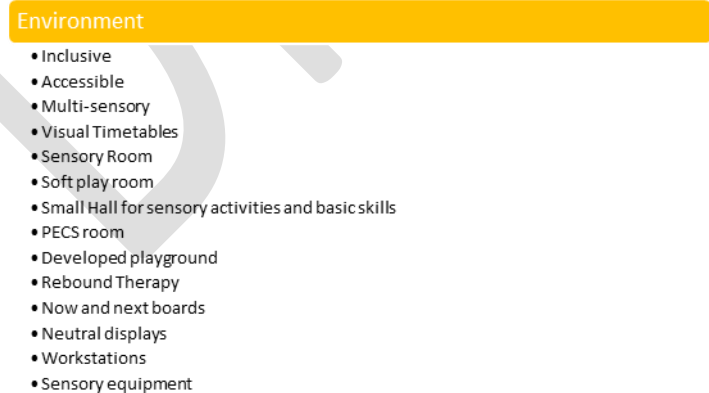 Environment
• Inclusive
• Accessible
• Multi-sensory
• Visual Timetables
• Sensory Room
• Soft play room
• Small Hall for sensory activities and basic skills
• PECS room
• Developed playground
• Rebound Therapy
• Now and next boards
• Neutral displays
• Workstations
• Sensory equipment